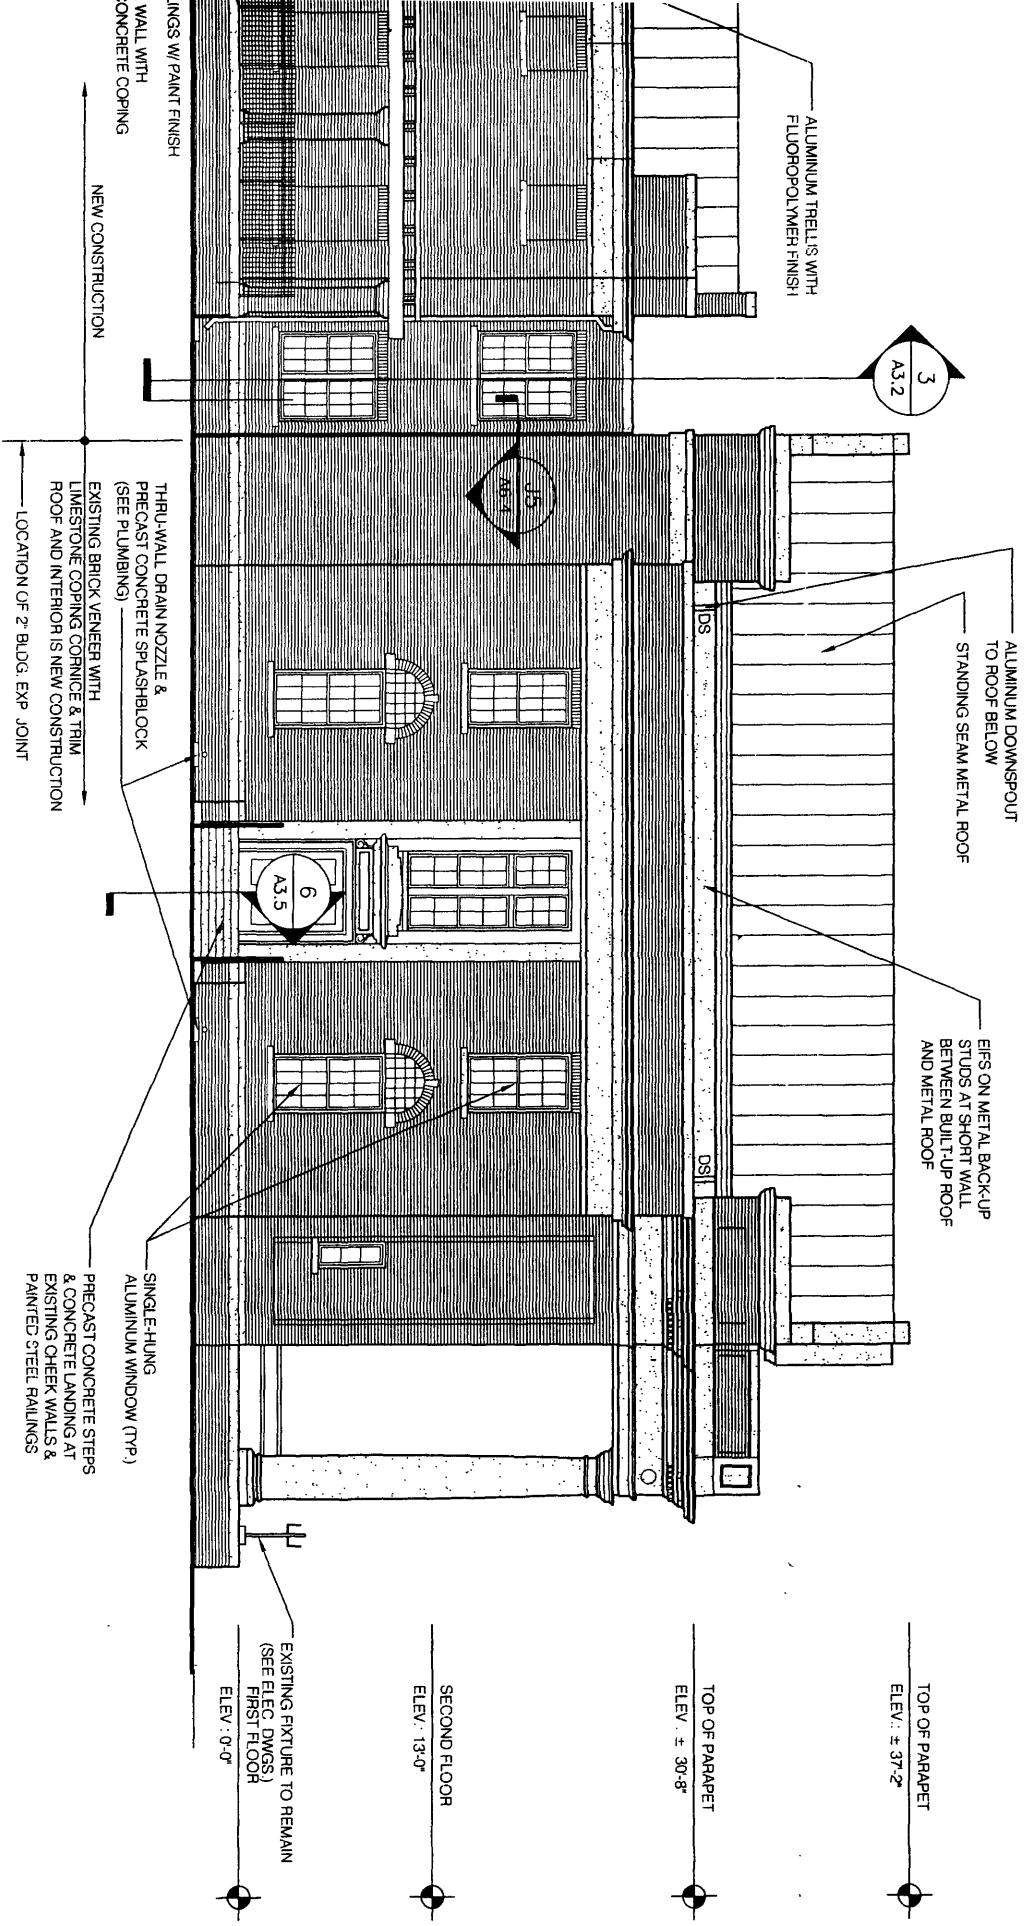 ALUMINUM TRELLIS WITH
FLUOROPOLYMER FINISH
3
A3.2
ALUMINUM DOWNSPOUT
TO ROOF BELOW
STANDING SEAM METAL ROOF
EIFS ON METAL BACK-UP
STUDS AT SHORT WALL
BETWEEN BUILT-UP ROOF
AND METAL ROOF
TOP OF PARAPET
ELEV.: ± 37'-2"
TOP OF PARAPET
ELEV. ± 30'-8"
SECOND FLOOR
ELEV.: 13'-0"
EXISTING FIXTURE TO REMAIN
(SEE ELEC. DWGS.)
FIRST FLOOR
ELEV.: 0'-0"
DS
DS
J5
A6.4
6
A3.5
LINGS W/ PAINT FINISH
WALL WITH
CONCRETE COPING
NEW CONSTRUCTION
THRU-WALL DRAIN NOZZLE &
PRECAST CONCRETE SPLASHBLOCK
(SEE PLUMBING)
EXISTING BRICK VENEER WITH
LIMESTONE COPING, CORNICE & TRIM
ROOF AND INTERIOR IS NEW CONSTRUCTION
LOCATION OF 2" BLDG. EXP. JOINT
SINGLE-HUNG
ALUMINUM WINDOW (TYP.)
PRECAST CONCRETE STEPS
& CONCRETE LANDING AT
EXISTING CHEEK WALLS &
PAINTED STEEL RAILINGS